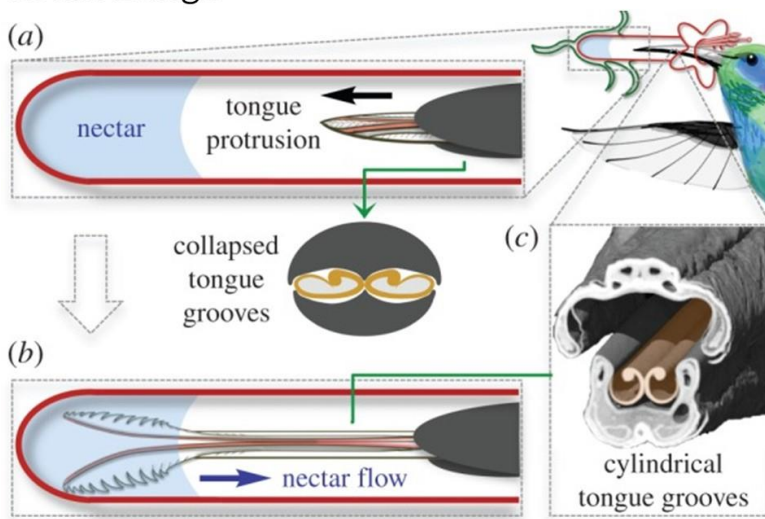 (a)
nectar
tongue
protrusion
collapsed
tongue
grooves
(c)
(b)
nectar flow
cylindrical
tongue grooves